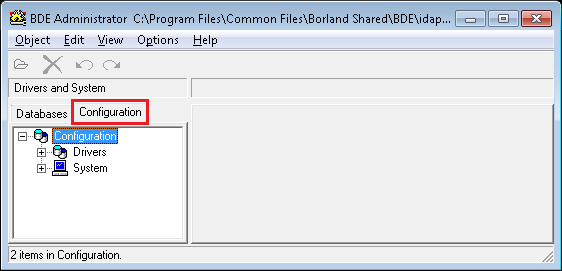 BDE Administrator C:\Program Files\Common Files\Borland Shared\BDE\idap...
Object Edit View Options Help
Drivers and System
Databases Configuration
Configuration
Drivers
System
2 items in Configuration.